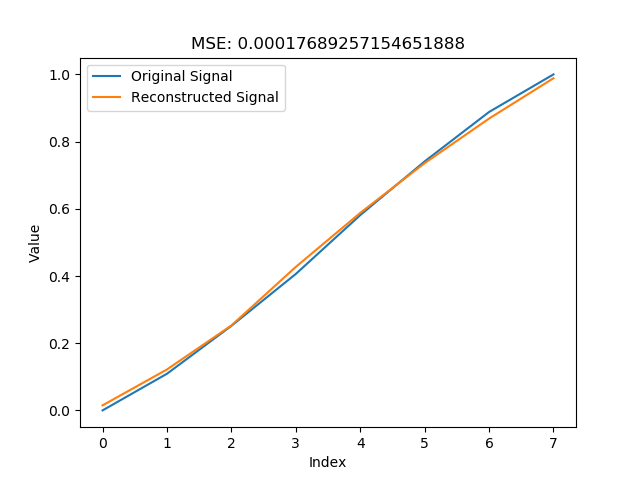 MSE: 0.00017689257154651888
Original Signal
Reconstructed Signal
1.0
0.8
0.6
0.4
0.2
0.0
Value
0 1 2 3 4 5 6 7
Index